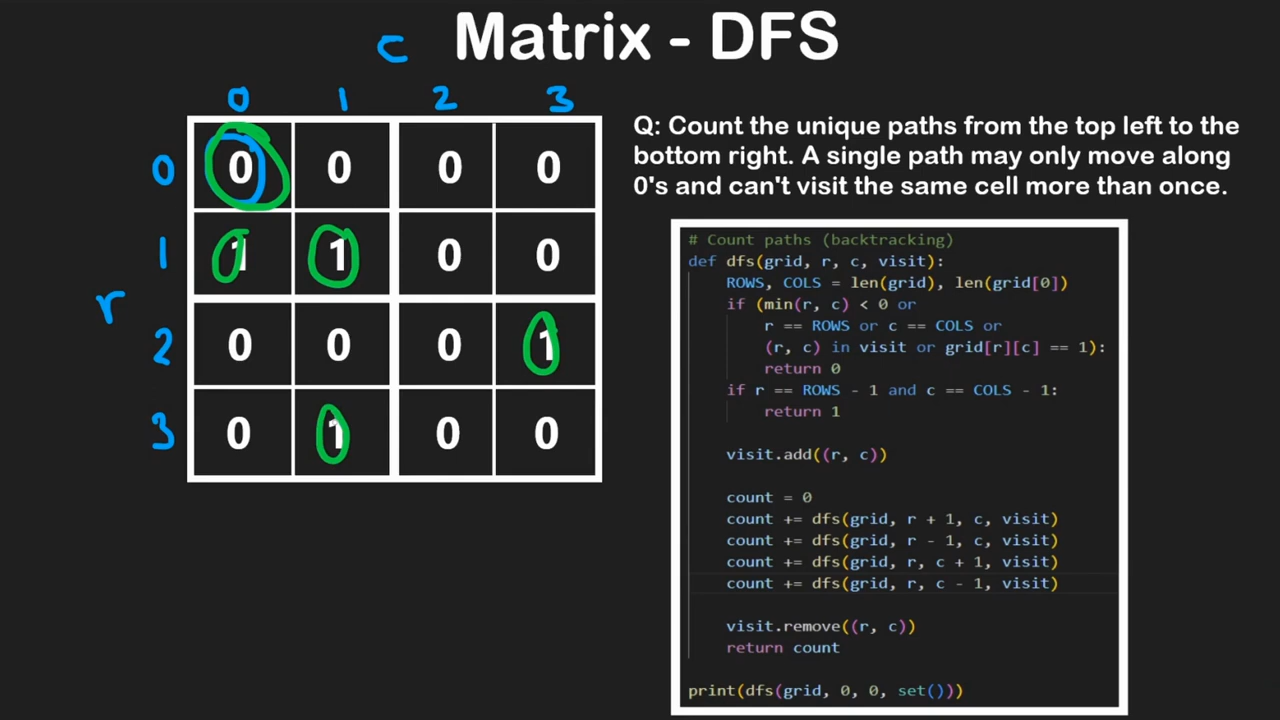 Matrix - DFS
c
0 1 2 3
0 0 0 0 0
1 1 1 0 0
r
2 0 0 0 1
3 0 1 0 0
Q: Count the unique paths from the top left to the
bottom right. A single path may only move along
0's and can't visit the same cell more than once.
# Count paths (backtracking)
def dfs(grid, r, c, visit):
    ROWS, COLS = len(grid), len(grid[0])
    if (min(r, c) < 0 or
        r == ROWS or c == COLS or
        (r, c) in visit or grid[r][c] == 1):
        return 0
    if r == ROWS - 1 and c == COLS - 1:
        return 1
    visit.add((r, c))
    count = 0
    count += dfs(grid, r + 1, c, visit)
    count += dfs(grid, r - 1, c, visit)
    count += dfs(grid, r, c + 1, visit)
    count += dfs(grid, r, c - 1, visit)
    visit.remove((r, c))
    return count
print(dfs(grid, 0, 0, set()))